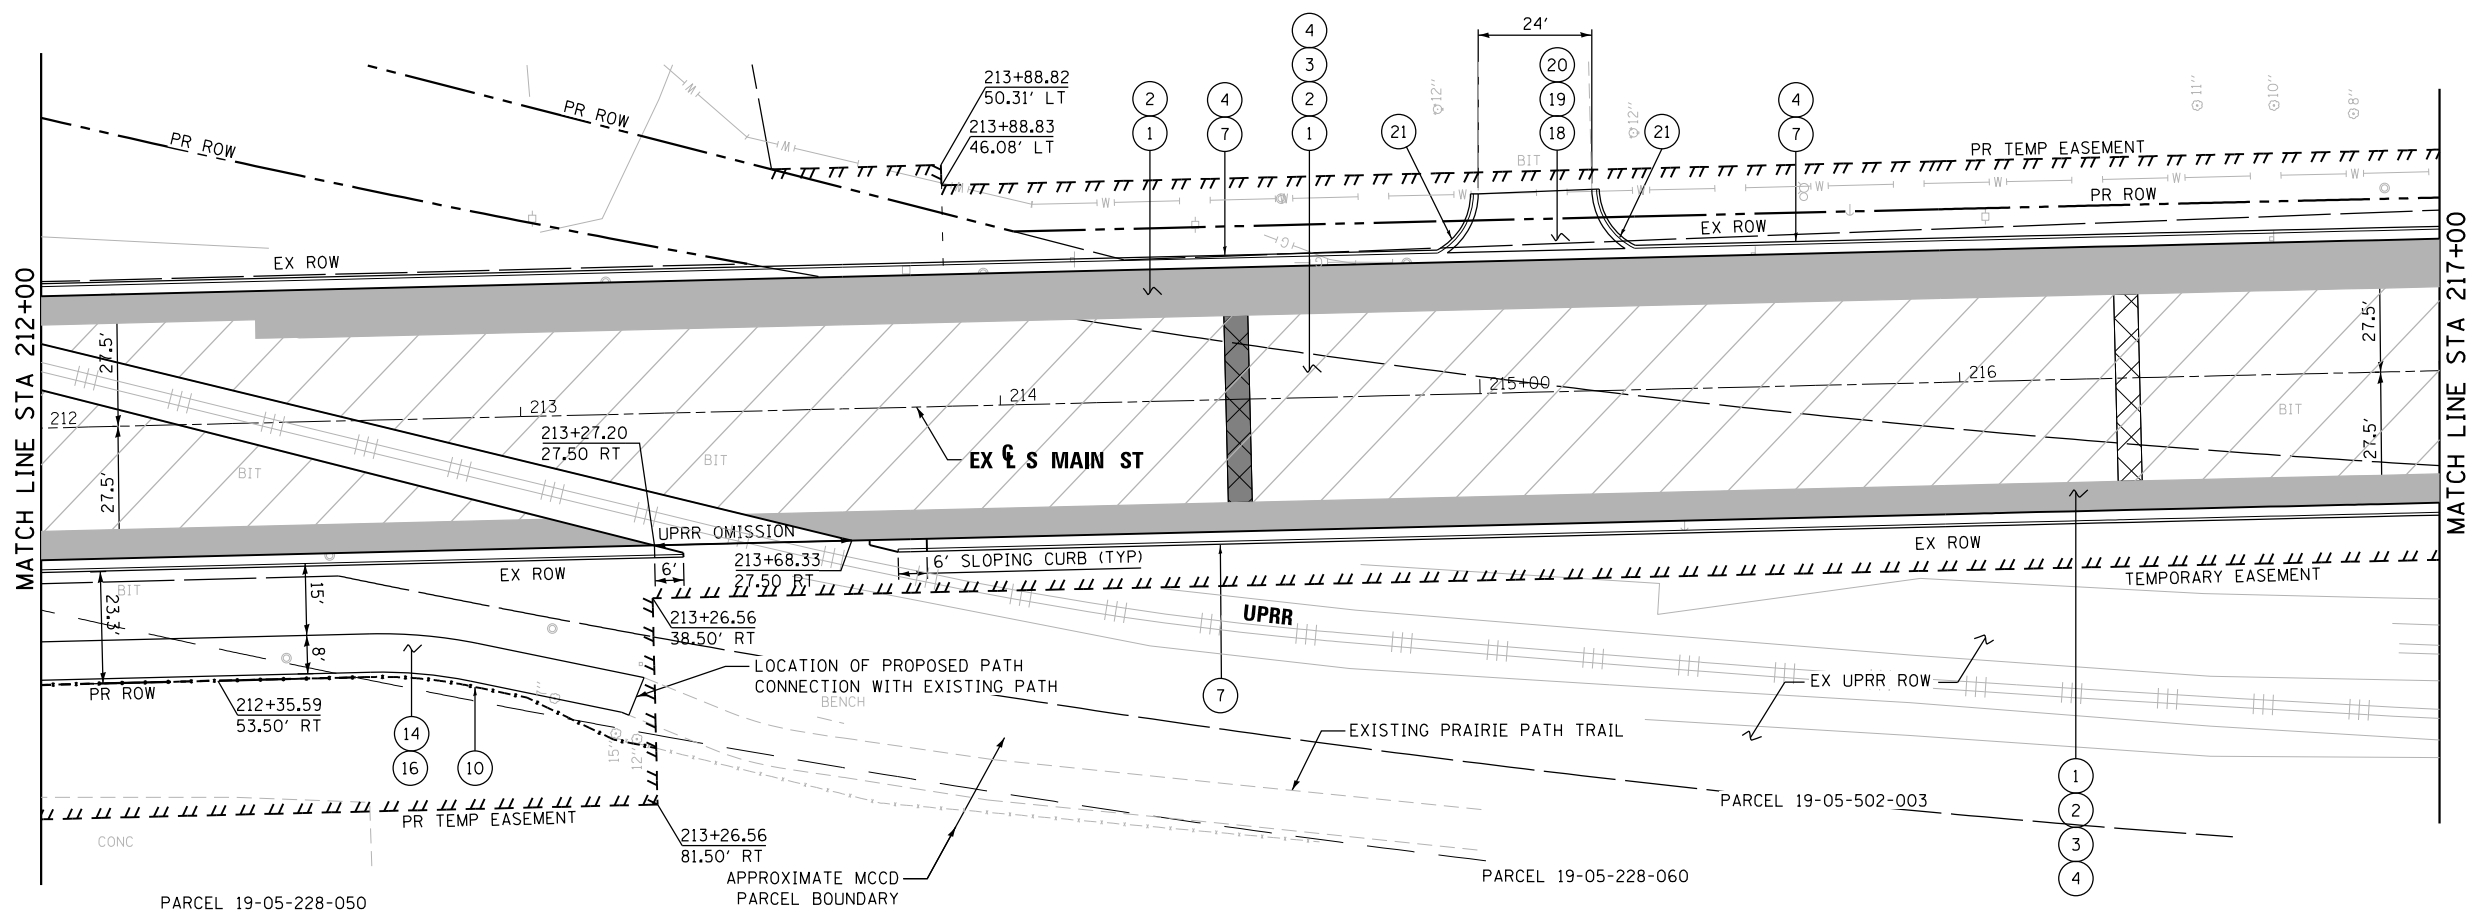 24'
4
3
2
1
213+88.82
50.31' LT
213+88.83
46.08' LT
2
1
4
7
20
19
18
21
21
4
7
12"
12"
11"
10"
8"
PR ROW
PR ROW
W
W
W
W
W
W
W
W
W
W
G
G
BIT
PR TEMP EASEMENT
PR ROW
EX ROW
EX ROW
MATCH LINE STA 212+00
MATCH LINE STA 217+00
27.5'
27.5'
27.5'
27.5'
212
213
214
215+00
216
BIT
BIT
BIT
213+27.20
27.50 RT
EX ℄ S MAIN ST
UPRR OMISSION
213+68.33
27.50 RT
6'
6' SLOPING CURB (TYP)
EX ROW
EX ROW
TEMPORARY EASEMENT
BIT
23.3'
15'
8'
213+26.56
38.50' RT
UPRR
LOCATION OF PROPOSED PATH
CONNECTION WITH EXISTING PATH
BENCH
7
EX UPRR ROW
PR ROW
212+35.59
53.50' RT
14
16
10
15"
12"
EXISTING PRAIRIE PATH TRAIL
PARCEL 19-05-502-003
1
2
3
4
PR TEMP EASEMENT
CONC
213+26.56
81.50' RT
APPROXIMATE MCCD
PARCEL BOUNDARY
PARCEL 19-05-228-060
PARCEL 19-05-228-050